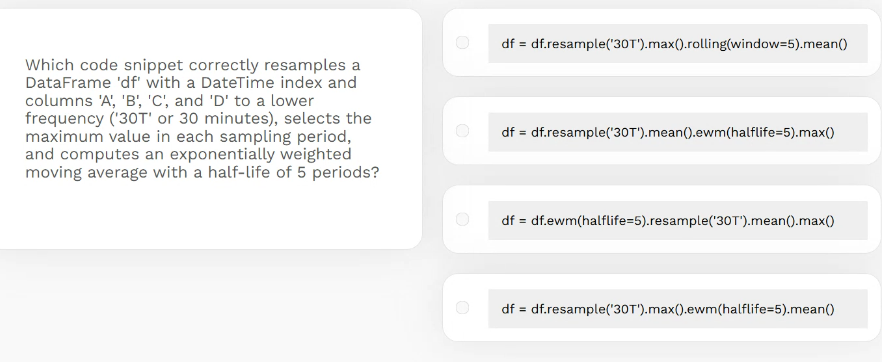 Which code snippet correctly resamples a
DataFrame 'df' with a DateTime index and
columns 'A', 'B', 'C', and 'D' to a lower
frequency ('30T' or 30 minutes), selects the
maximum value in each sampling period,
and computes an exponentially weighted
moving average with a half-life of 5 periods?
df = df.resample('30T').max().rolling(window=5).mean()
df = df.resample('30T').mean().ewm(halflife=5).max()
df = df.ewm(halflife=5).resample('30T').mean().max()
df = df.resample('30T').max().ewm(halflife=5).mean()